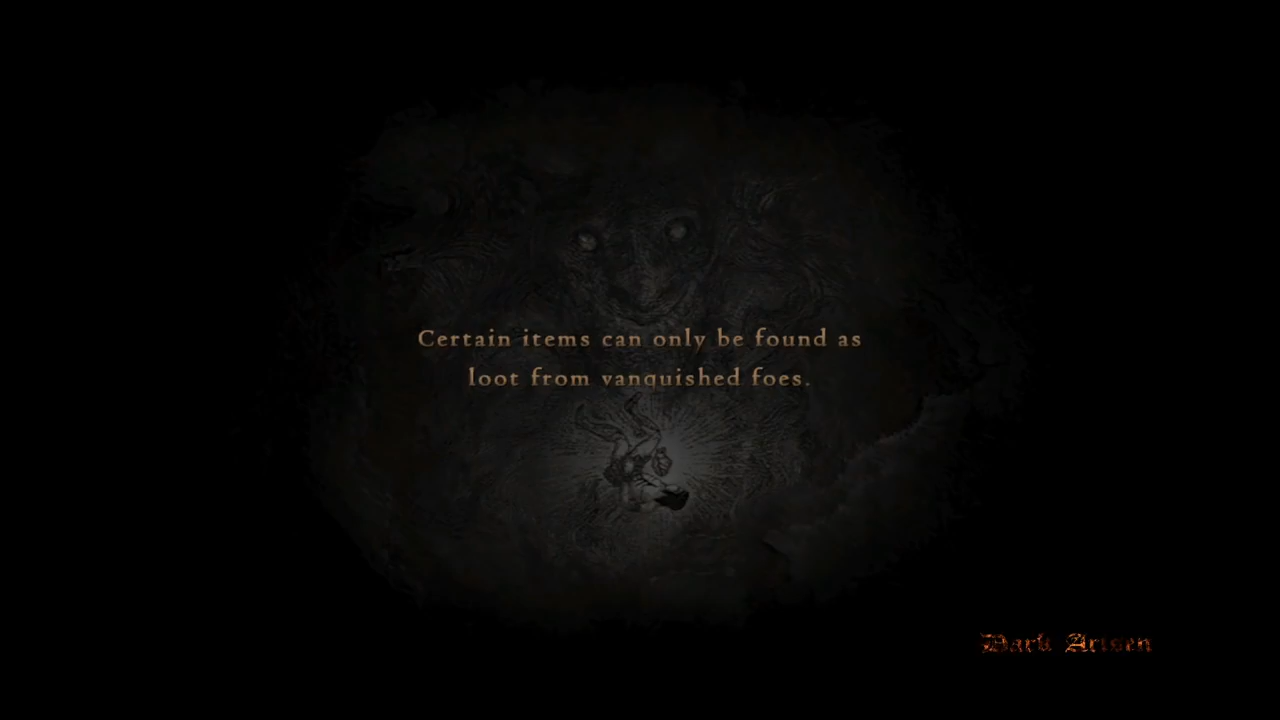 Certain items can only be found as
loot from vanquished foes.
Dark Arisen